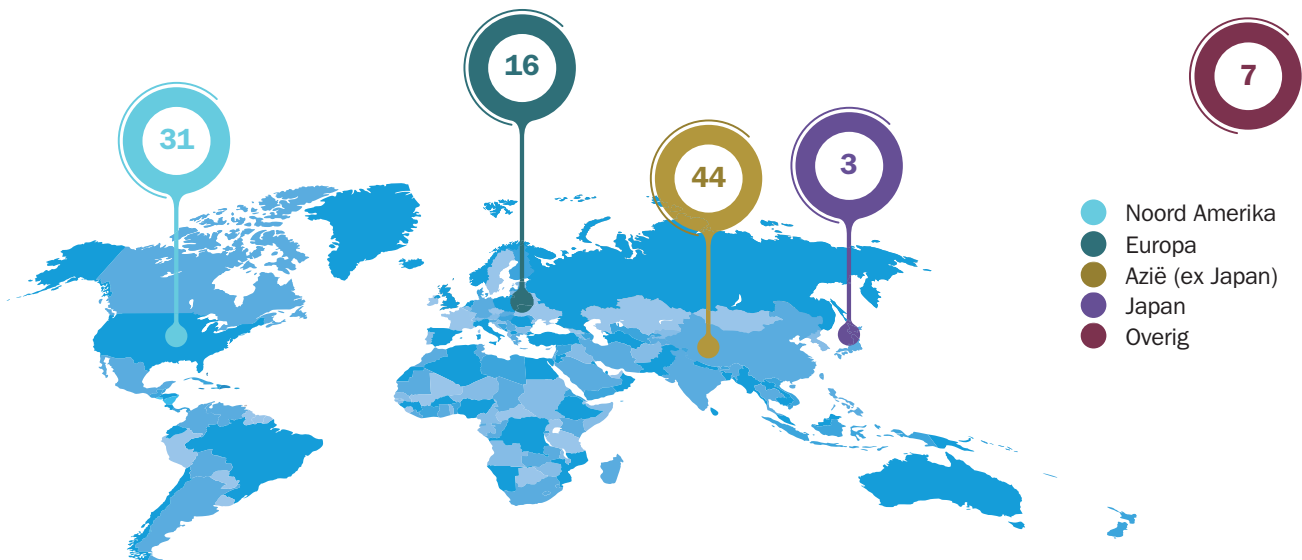 16
7
31
44
3
Noord Amerika
Europa
Azië (ex Japan)
Japan
Overig